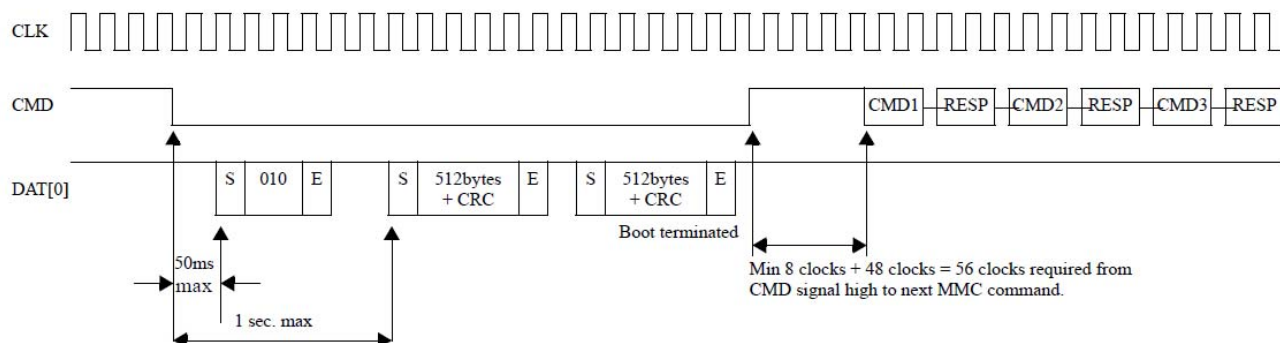 CLK
CMD
CMD1 RESP CMD2 RESP CMD3 RESP
DAT[0]
S 010 E S 512bytes + CRC E S 512bytes + CRC E
Boot terminated
50ms
max
1 sec. max
Min 8 clocks + 48 clocks = 56 clocks required from
CMD signal high to next MMC command.